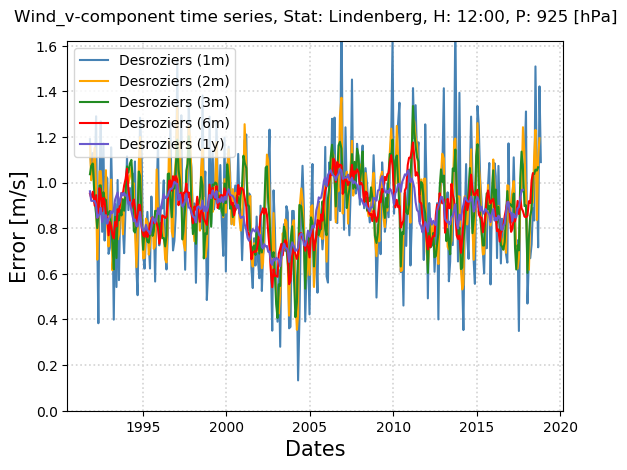 Wind_v-component time series, Stat: Lindenberg, H: 12:00, P: 925 [hPa]
Desroziers (1m)
Desroziers (2m)
Desroziers (3m)
Desroziers (6m)
Desroziers (1y)
Error [m/s]
1.6
1.4
1.2
1.0
0.8
0.6
0.4
0.2
0.0
1995 2000 2005 2010 2015 2020
Dates